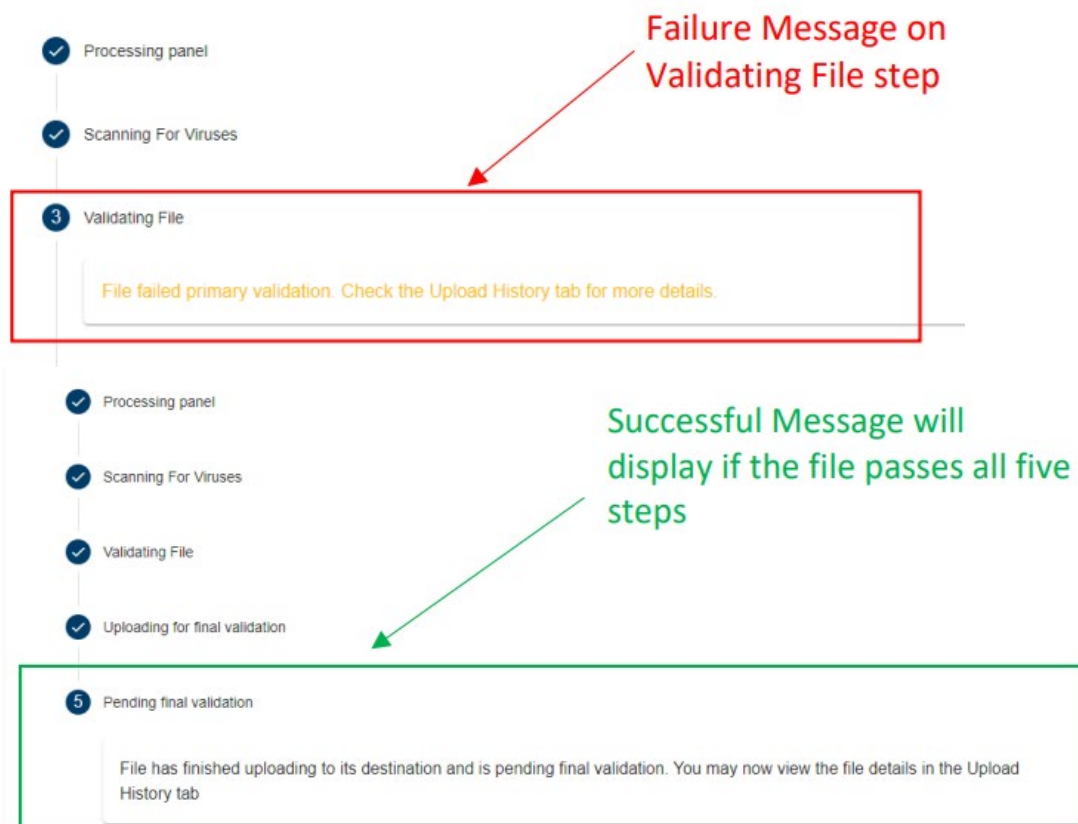 Failure Message on
Validating File step
Processing panel
Scanning For Viruses
3 Validating File
File failed primary validation. Check the Upload History tab for more details.
Processing panel
Successful Message will
display if the file passes all five
steps
Scanning For Viruses
Validating File
Uploading for final validation
5 Pending final validation
File has finished uploading to its destination and is pending final validation. You may now view the file details in the Upload
History tab